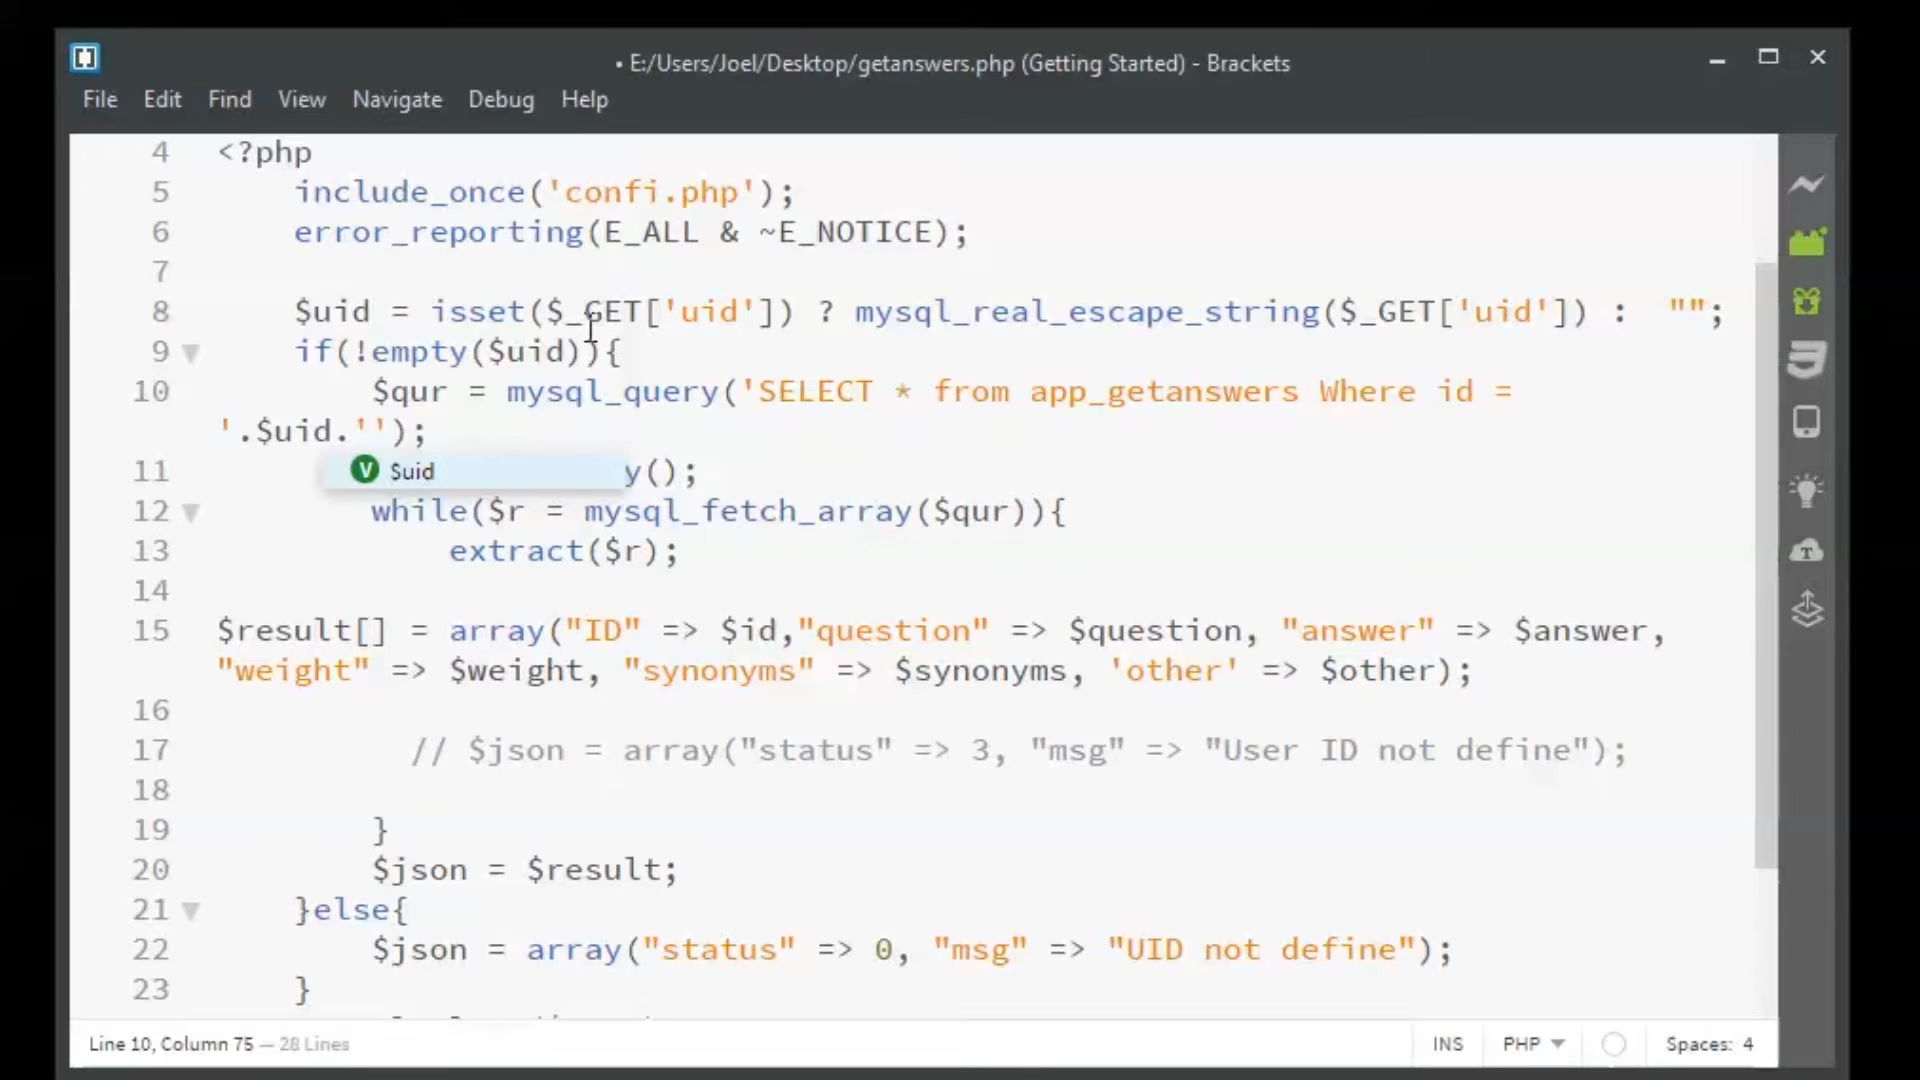 • E:/Users/Joel/Desktop/getanswers.php (Getting Started) - Brackets
File Edit Find View Navigate Debug Help
4 <?php
5 include_once('confi.php');
6 error_reporting(E_ALL & ~E_NOTICE);
7
8 $uid = isset($_GET['uid']) ? mysql_real_escape_string($_GET['uid']) :  "";
9 if(!empty($uid)){
10 $qur = mysql_query('SELECT * from app_getanswers Where id =
'.$uid.'');
11 y();
V $uid
12 while($r = mysql_fetch_array($qur)){
13 extract($r);
14
15 $result[] = array("ID" => $id,"question" => $question, "answer" => $answer,
"weight" => $weight, "synonyms" => $synonyms, 'other' => $other);
16
17 // $json = array("status" => 3, "msg" => "User ID not define");
18
19 }
20 $json = $result;
21 }else{
22 $json = array("status" => 0, "msg" => "UID not define");
23 }
Line 10, Column 75 — 28 Lines
INS PHP Spaces: 4